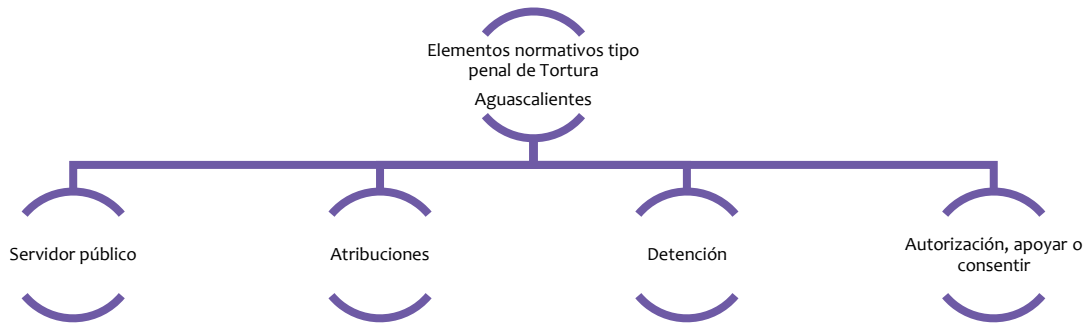 Elementos normativos tipo
penal de Tortura
Aguascalientes
Servidor público
Atribuciones
Detención
Autorización, apoyar o
consentir